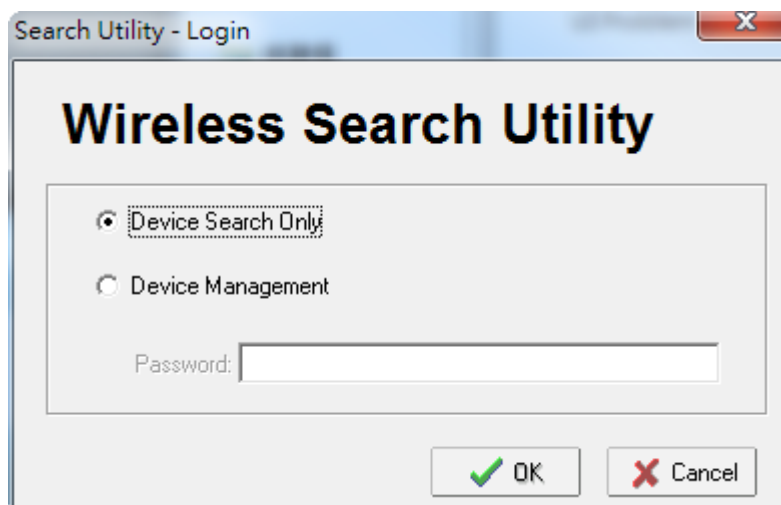 Search Utility - Login
Wireless Search Utility
Device Search Only
Device Management
Password:
OK
Cancel